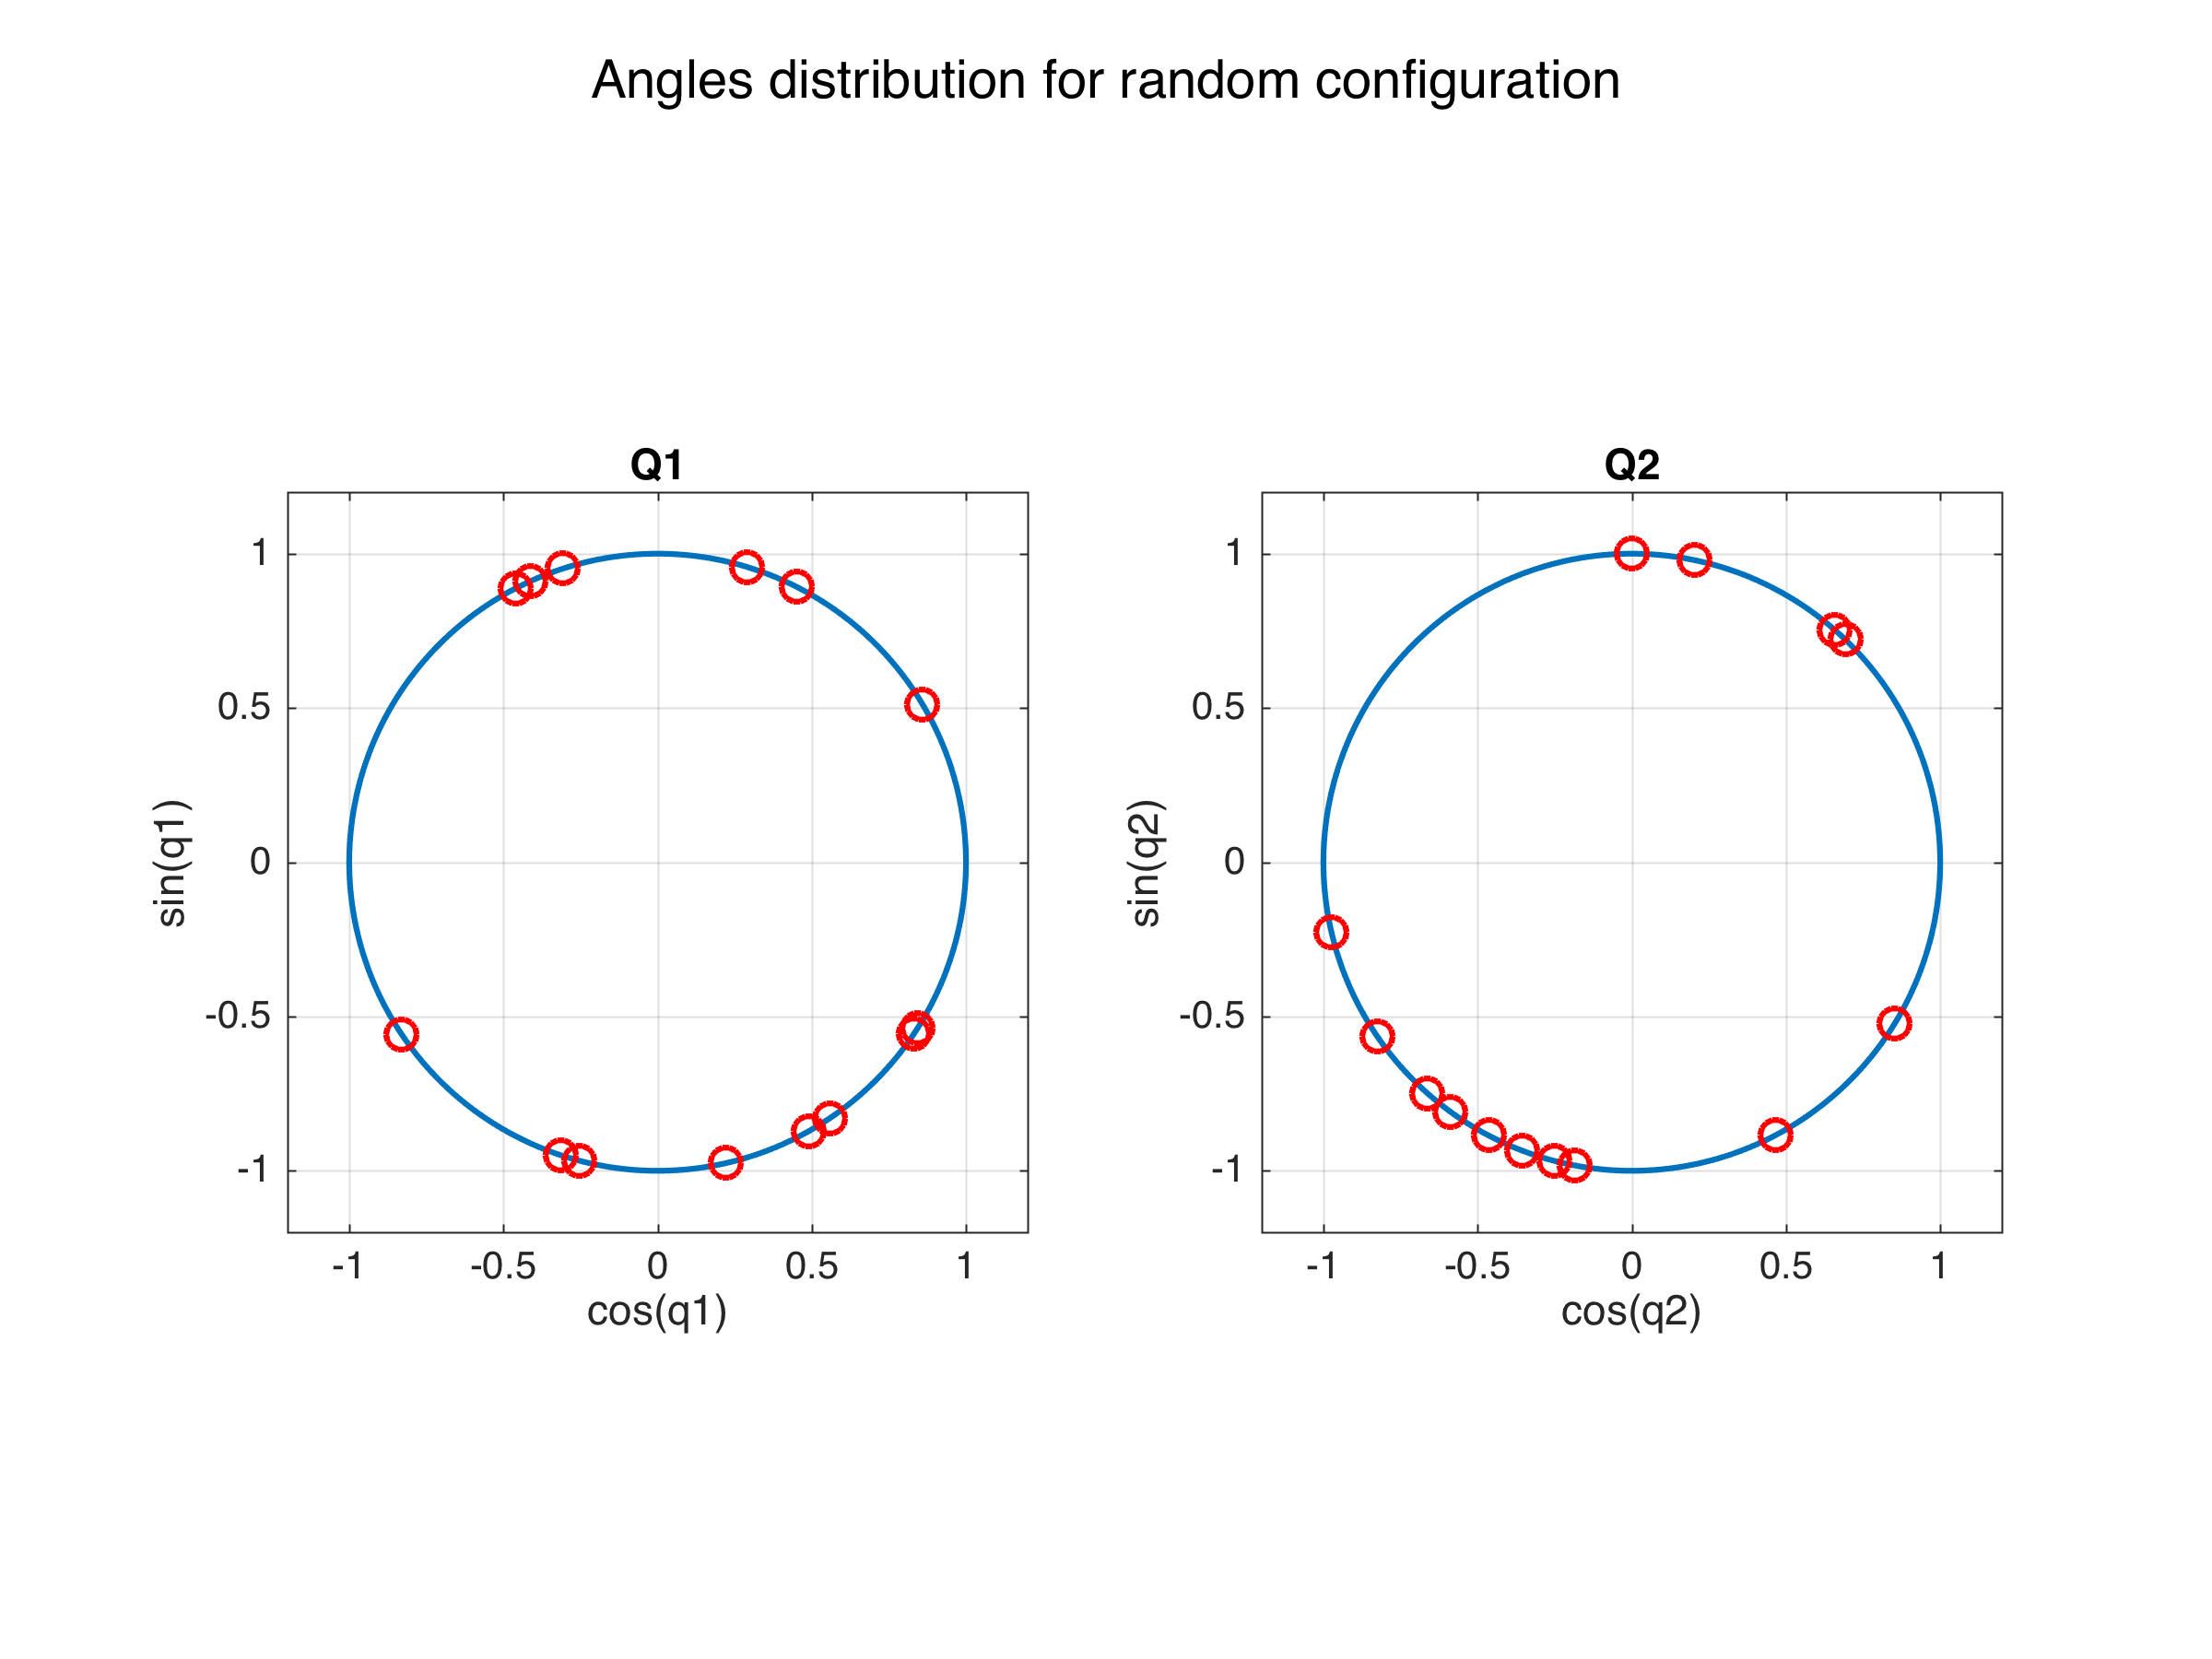 Angles distribution for random configuration
Q1
1
0.5
0
-0.5
-1
sin(q1)
-1 -0.5 0 0.5 1
cos(q1)
Q2
1
0.5
0
-0.5
-1
sin(q2)
-1 -0.5 0 0.5 1
cos(q2)